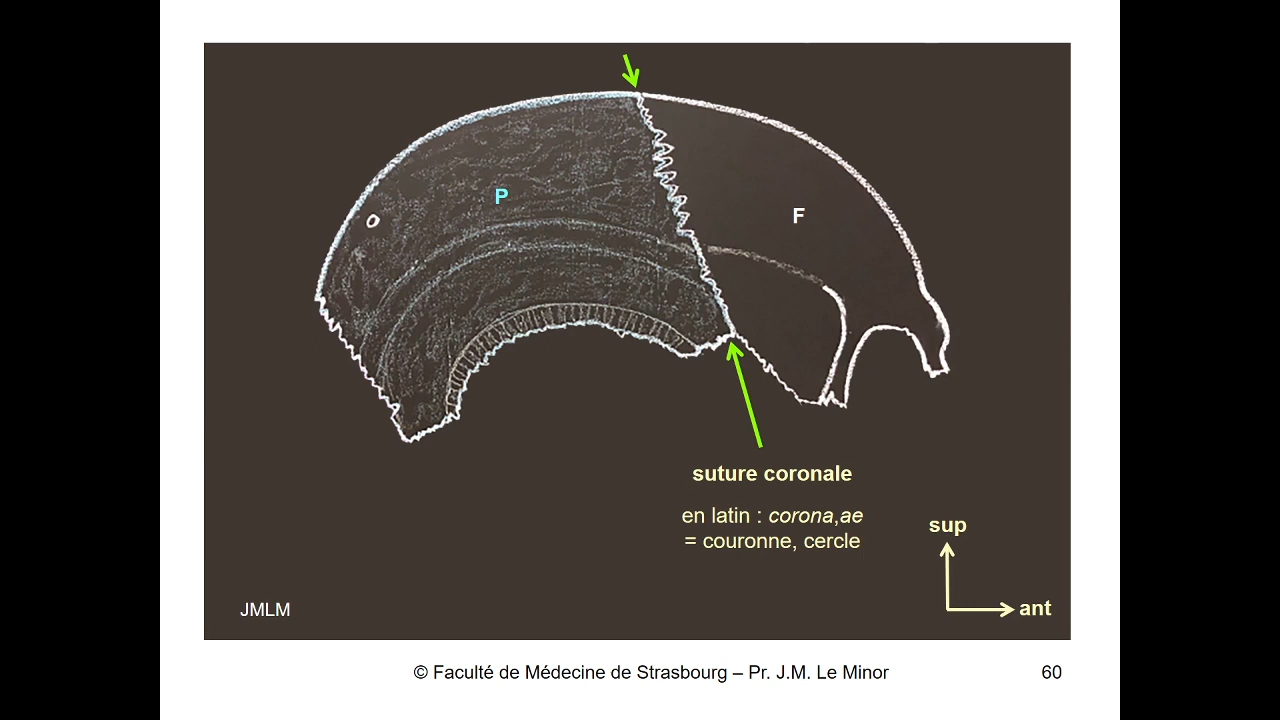 P
F
suture coronale
en latin : corona,ae
= couronne, cercle
sup
ant
JMLM
© Faculté de Médecine de Strasbourg – Pr. J.M. Le Minor
60